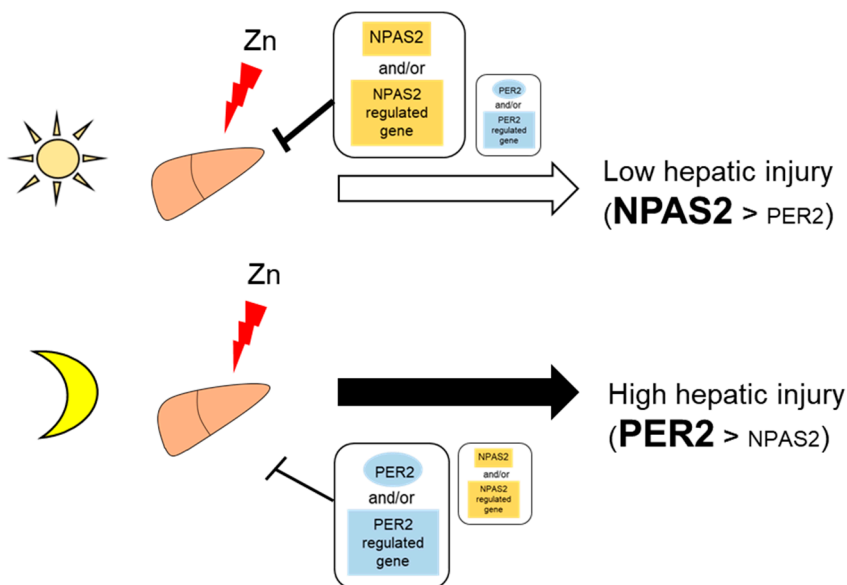 Zn
NPAS2
and/or
NPAS2
regulated
gene
PER2
and/or
PER2
regulated
gene
Low hepatic injury
(NPAS2 > PER2)
Zn
High hepatic injury
(PER2 > NPAS2)
PER2
and/or
PER2
regulated
gene
NPAS2
and/or
NPAS2
regulated
gene